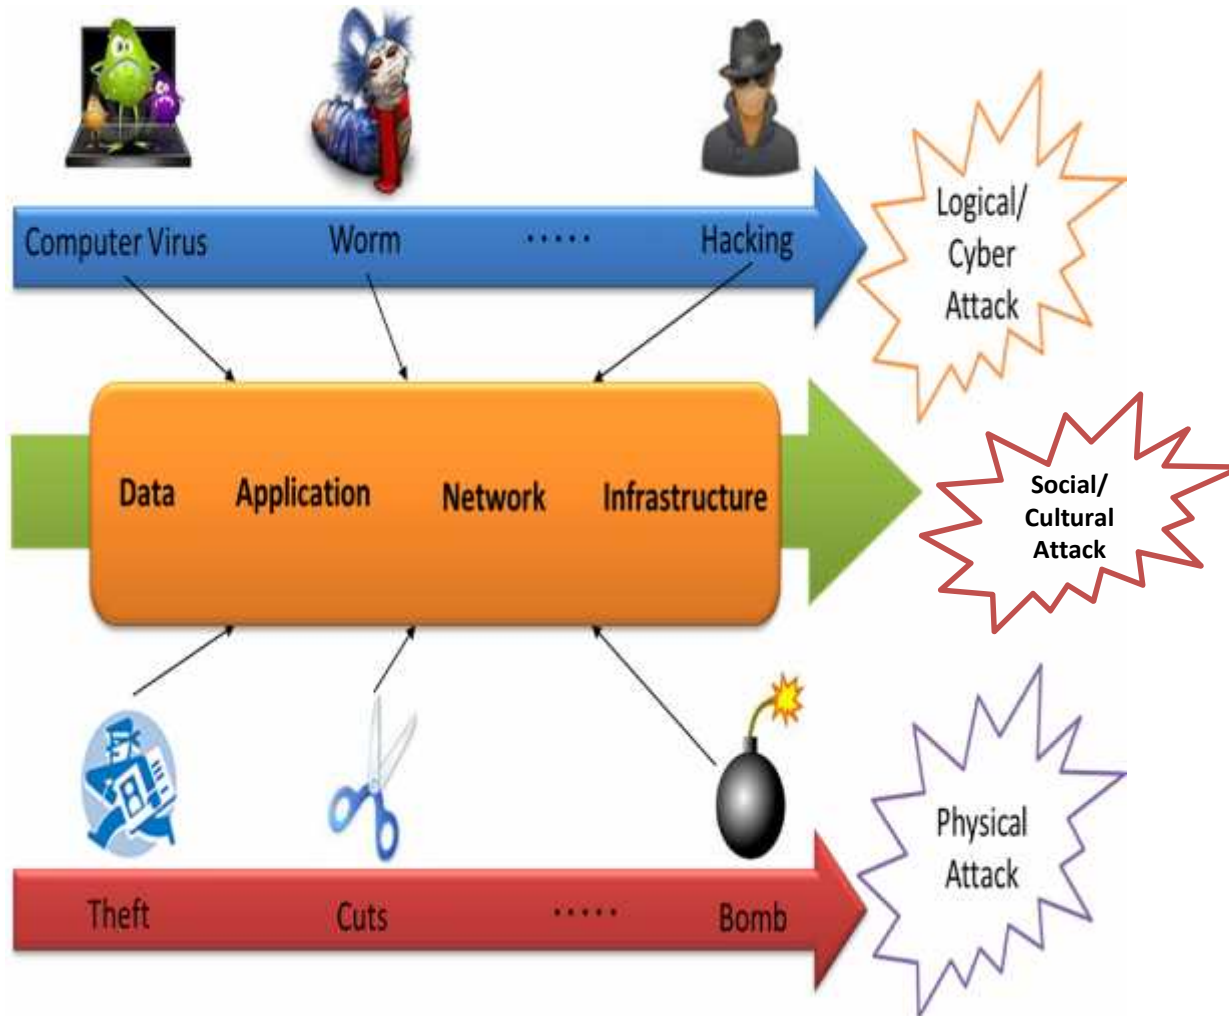 Computer Virus Worm ..... Hacking
Logical/
Cyber
Attack
Data Application Network Infrastructure
Social/
Cultural
Attack
Theft Cuts ..... Bomb
Physical
Attack